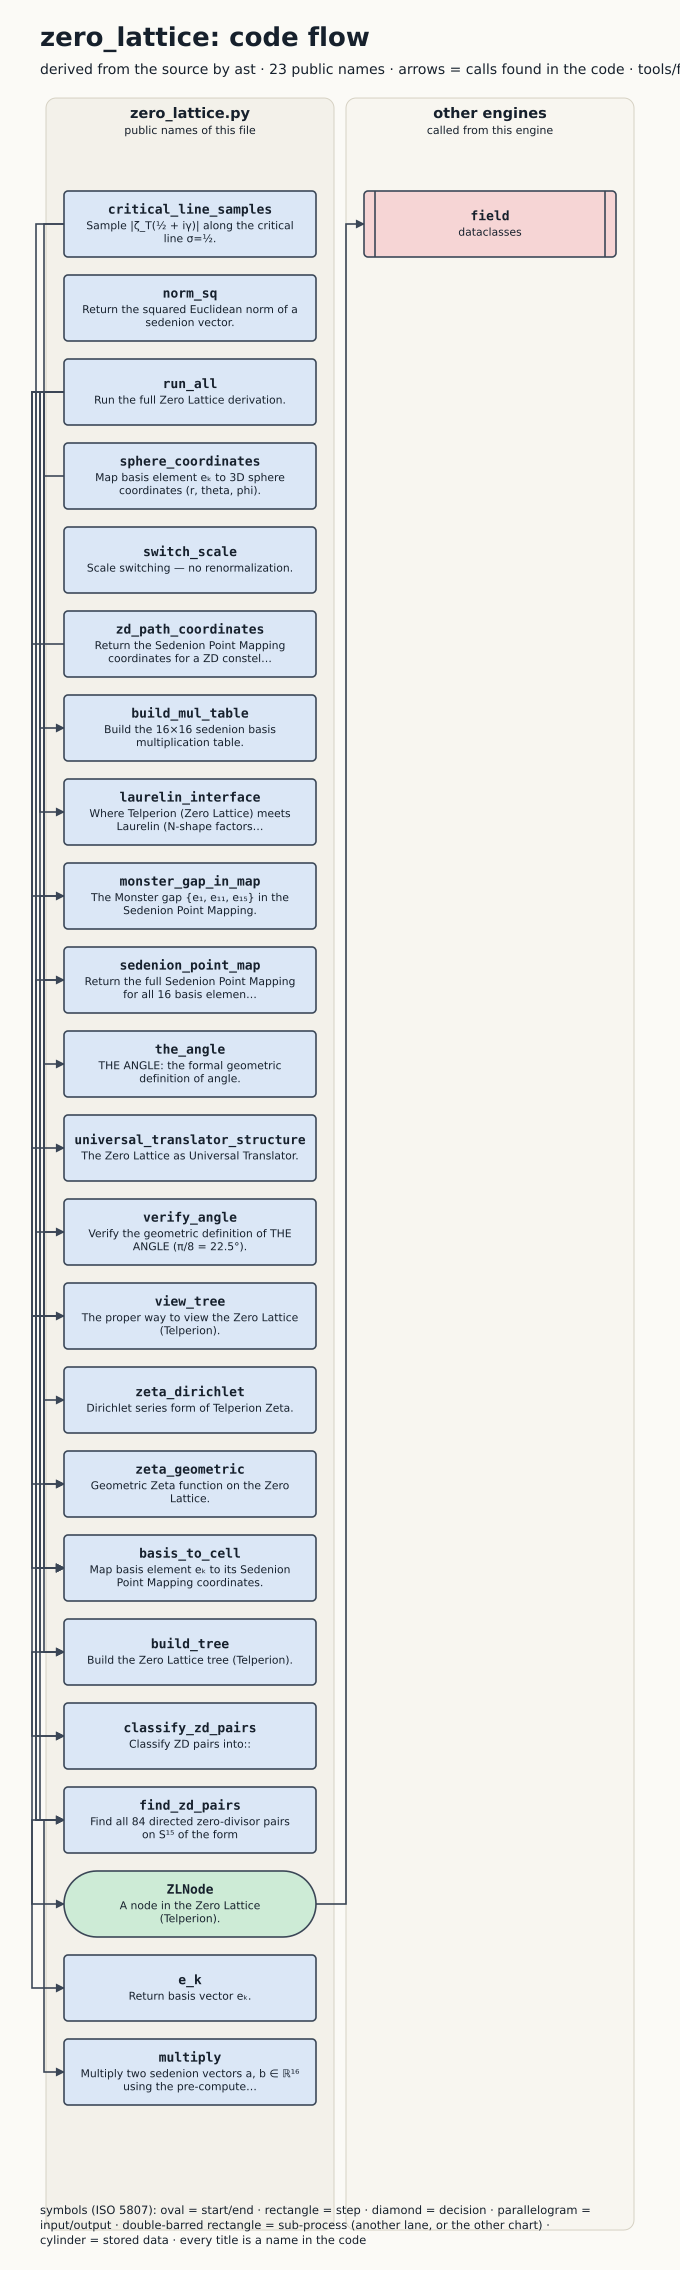 zero_lattice: code flow
derived from the source by ast · 23 public names · arrows = calls found in the code · tools/f
zero_lattice.py
public names of this file
other engines
called from this engine
critical_line_samples
Sample |ζ_T(½ + iγ)| along the critical
line σ=½.
field
dataclasses
norm_sq
Return the squared Euclidean norm of a
sedenion vector.
run_all
Run the full Zero Lattice derivation.
sphere_coordinates
Map basis element eₖ to 3D sphere
coordinates (r, theta, phi).
switch_scale
Scale switching — no renormalization.
zd_path_coordinates
Return the Sedenion Point Mapping
coordinates for a ZD constel…
build_mul_table
Build the 16×16 sedenion basis
multiplication table.
laurelin_interface
Where Telperion (Zero Lattice) meets
Laurelin (N-shape factors…
monster_gap_in_map
The Monster gap {e₁, e₁₁, e₁₅} in the
Sedenion Point Mapping.
sedenion_point_map
Return the full Sedenion Point Mapping
for all 16 basis elemen…
the_angle
THE ANGLE: the formal geometric
definition of angle.
universal_translator_structure
The Zero Lattice as Universal Translator.
verify_angle
Verify the geometric definition of THE
ANGLE (π/8 = 22.5°).
view_tree
The proper way to view the Zero Lattice
(Telperion).
zeta_dirichlet
Dirichlet series form of Telperion Zeta.
zeta_geometric
Geometric Zeta function on the Zero
Lattice.
basis_to_cell
Map basis element eₖ to its Sedenion
Point Mapping coordinates.
build_tree
Build the Zero Lattice tree (Telperion).
classify_zd_pairs
Classify ZD pairs into::
find_zd_pairs
Find all 84 directed zero-divisor pairs
on S¹⁵ of the form
ZLNode
A node in the Zero Lattice
(Telperion).
e_k
Return basis vector eₖ.
multiply
Multiply two sedenion vectors a, b ∈ ℝ¹⁶
using the pre-compute…
symbols (ISO 5807): oval = start/end · rectangle = step · diamond = decision · parallelogram =
input/output · double-barred rectangle = sub-process (another lane, or the other chart) ·
cylinder = stored data · every title is a name in the code